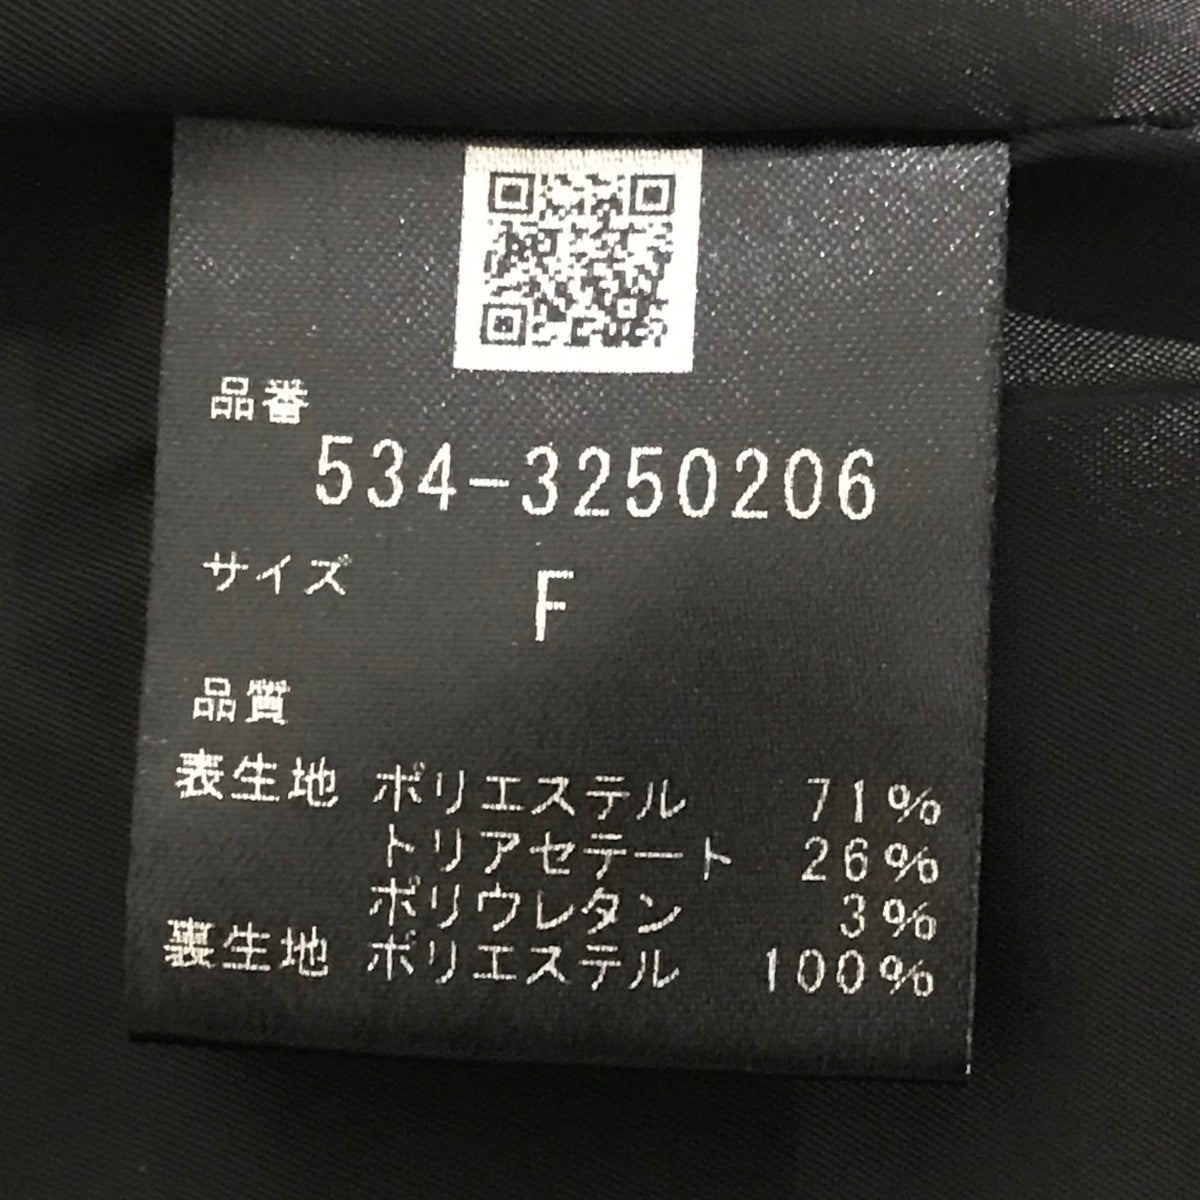 品番
534-3250206
サイズ F
品質
表生地 ポリエステル 71%
トリアセテート 26%
ポリウレタン 3%
裏生地 ポリエステル 100%